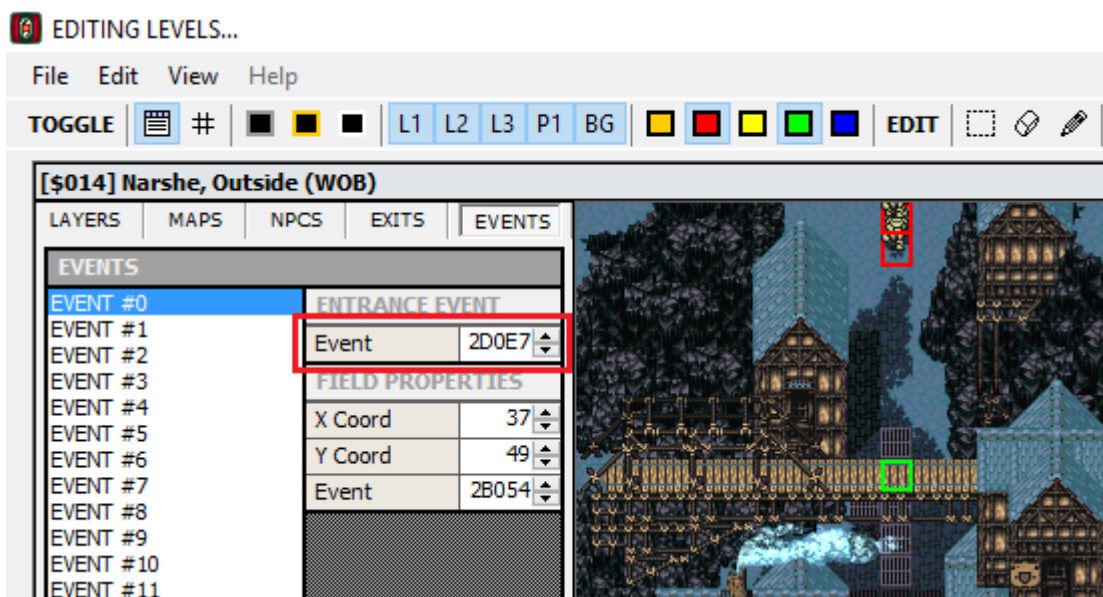 EDITING LEVELS...
File Edit View Help
TOGGLE L1 L2 L3 P1 BG EDIT
[$014] Narshe, Outside (WOB)
LAYERS MAPS NPCS EXITS EVENTS
EVENTS
EVENT #0 ENTRANCE EVENT
EVENT #1 Event 2D0E7
EVENT #2
EVENT #3 FIELD PROPERTIES
EVENT #4 X Coord 37
EVENT #5
EVENT #6 Y Coord 49
EVENT #7 Event 2B054
EVENT #8
EVENT #9
EVENT #10
EVENT #11